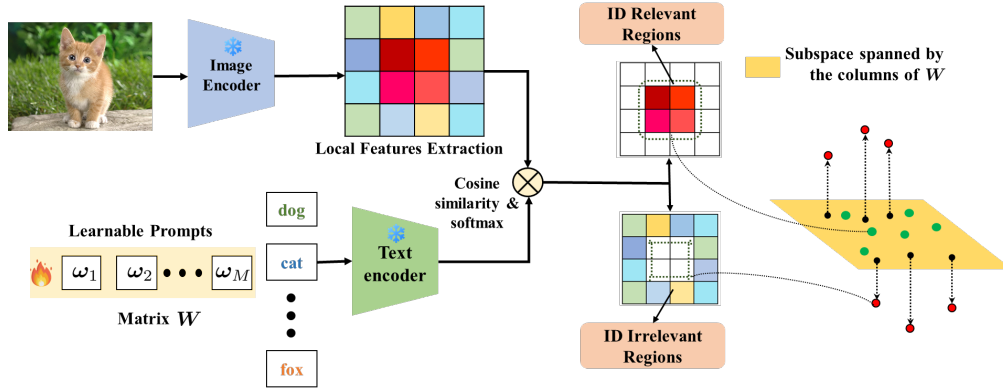 ID Relevant
Regions
Image
Encoder
Subspace spanned by
the columns of W
Local Features Extraction
Cosine
similarity &
softmax
dog
Learnable Prompts
Text
encoder
cat
ω1 ω2 ω_M
Matrix W
fox
ID Irrelevant
Regions